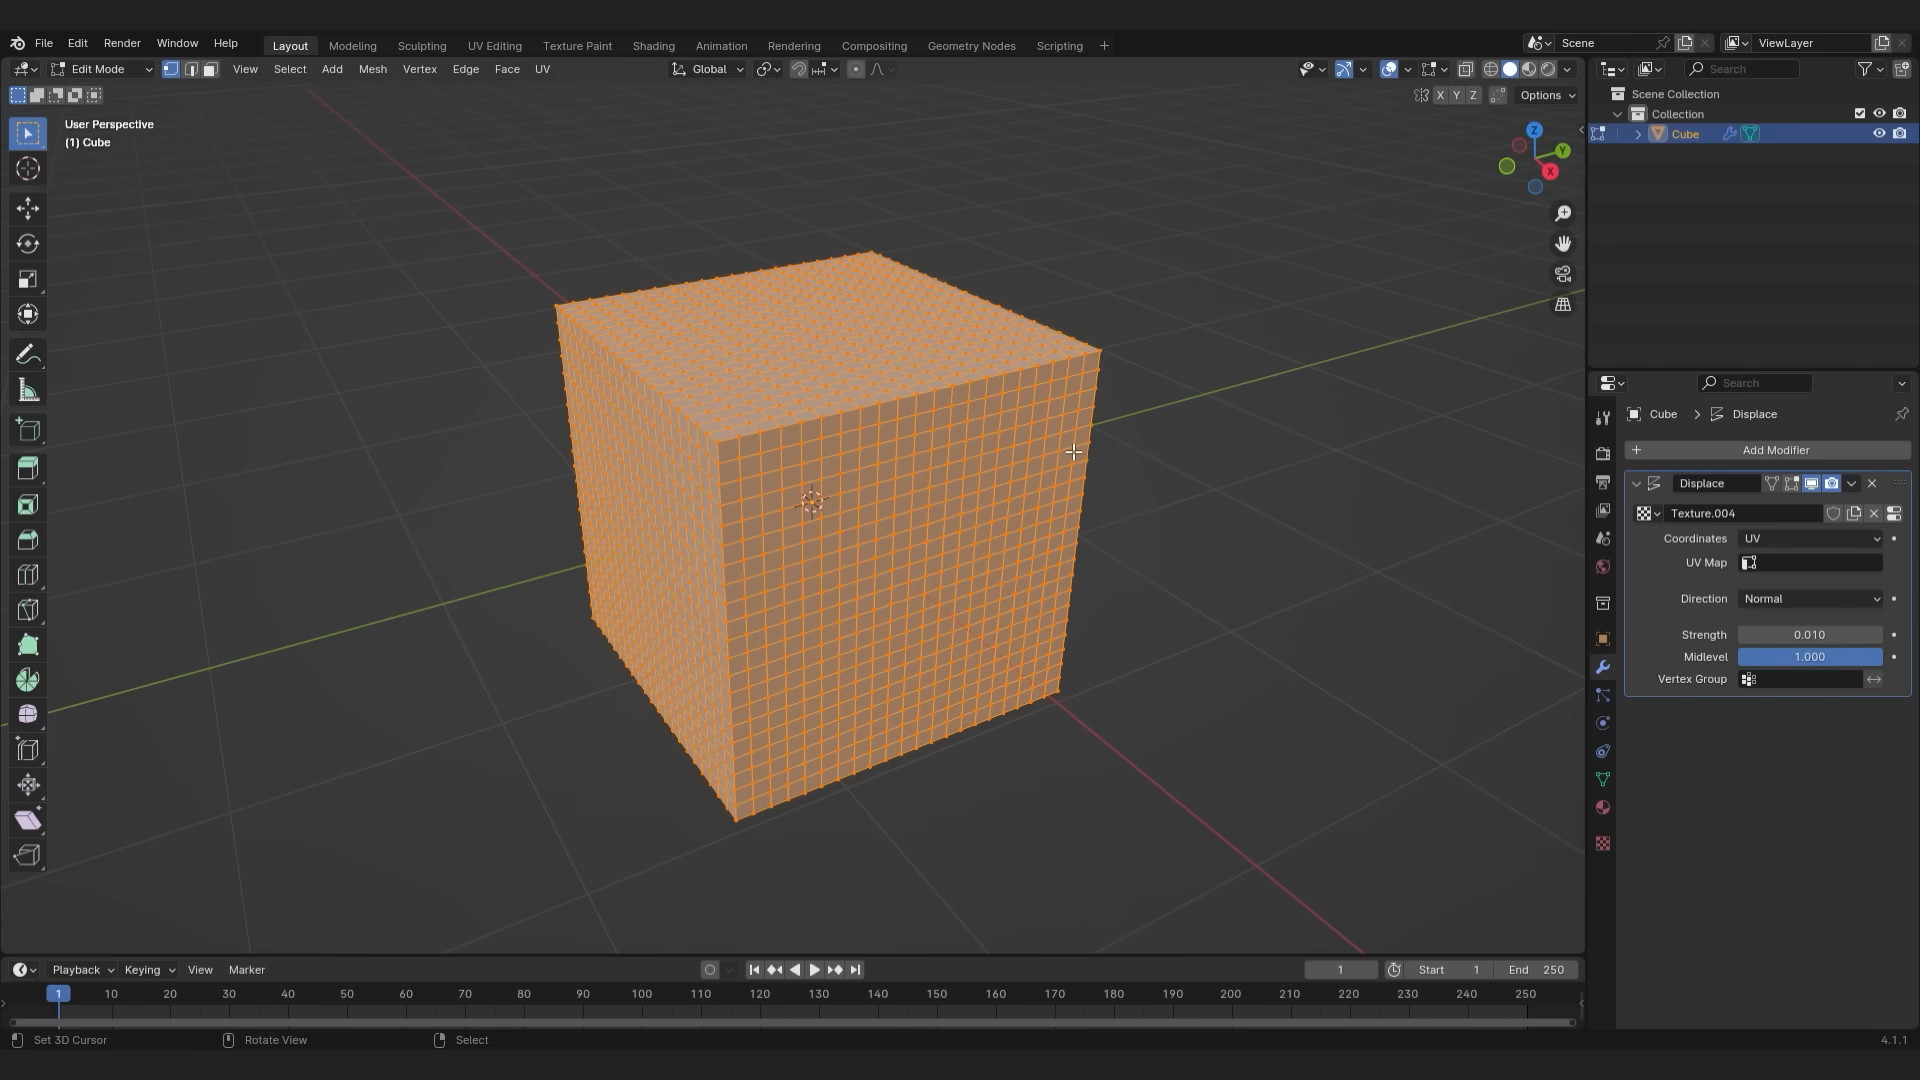 File Edit Render Window Help
Layout Modeling Sculpting UV Editing Texture Paint Shading Animation Rendering Compositing Geometry Nodes Scripting +
Scene ViewLayer
Edit Mode View Select Add Mesh Vertex Edge Face UV Global
Search
X Y Z Options
Scene Collection
Collection
Cube
User Perspective
(1) Cube
Z
Y
X
Search
Cube > Displace
+ Add Modifier
Displace
Texture.004
Coordinates UV
UV Map
Direction Normal
Strength 0.010
Midlevel 1.000
Vertex Group
Playback Keying View Marker 1 Start 1 End 250
1 10 20 30 40 50 60 70 80 90 100 110 120 130 140 150 160 170 180 190 200 210 220 230 240 250
Set 3D Cursor Rotate View Select 4.1.1